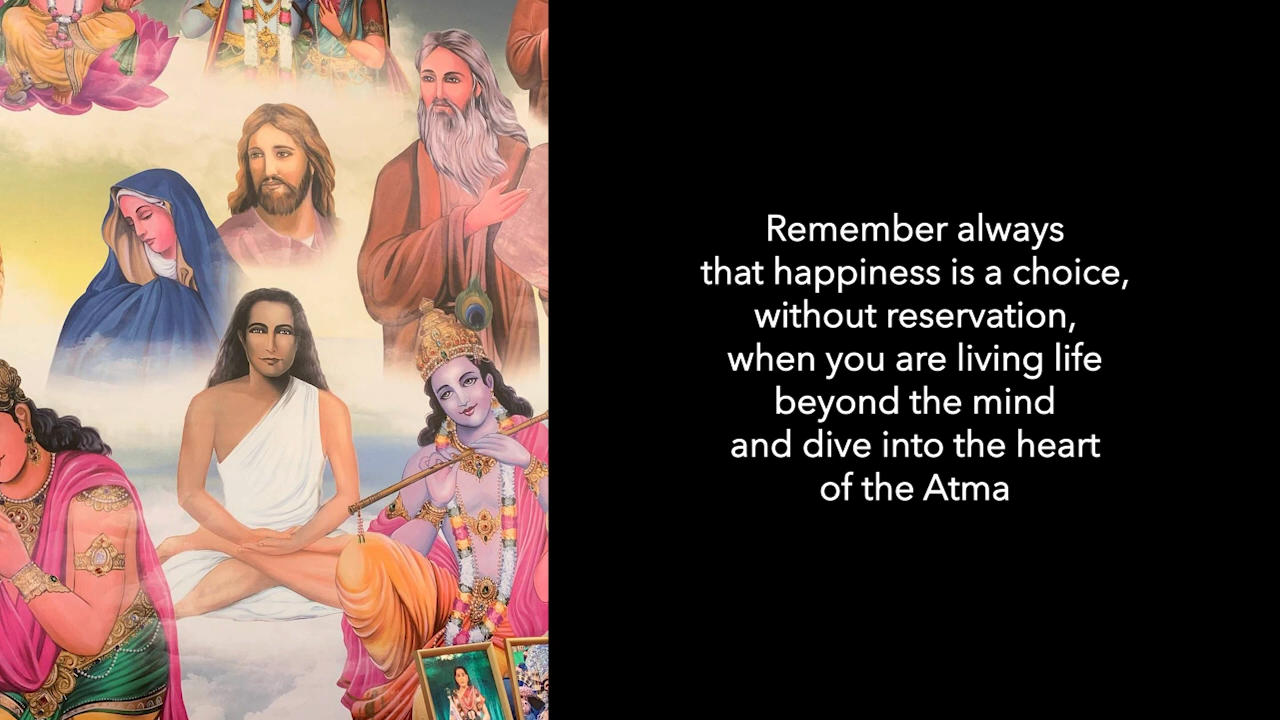 Remember always
that happiness is a choice,
without reservation,
when you are living life
beyond the mind
and dive into the heart
of the Atma